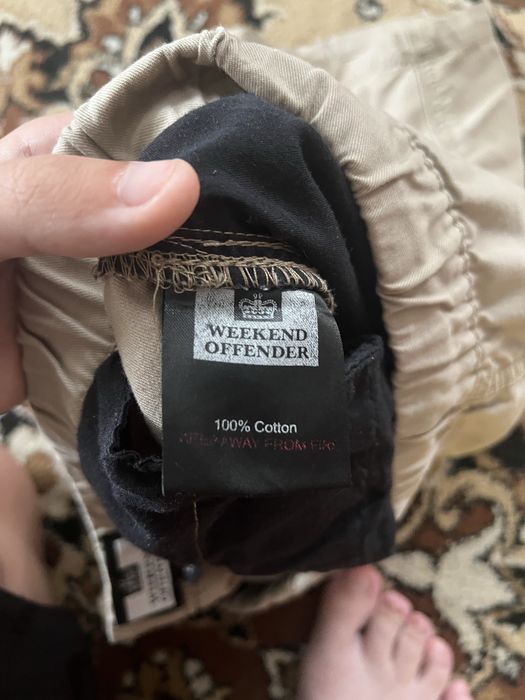 WEEKEND
OFFENDER
100% Cotton
KEEP AWAY FROM FIRE